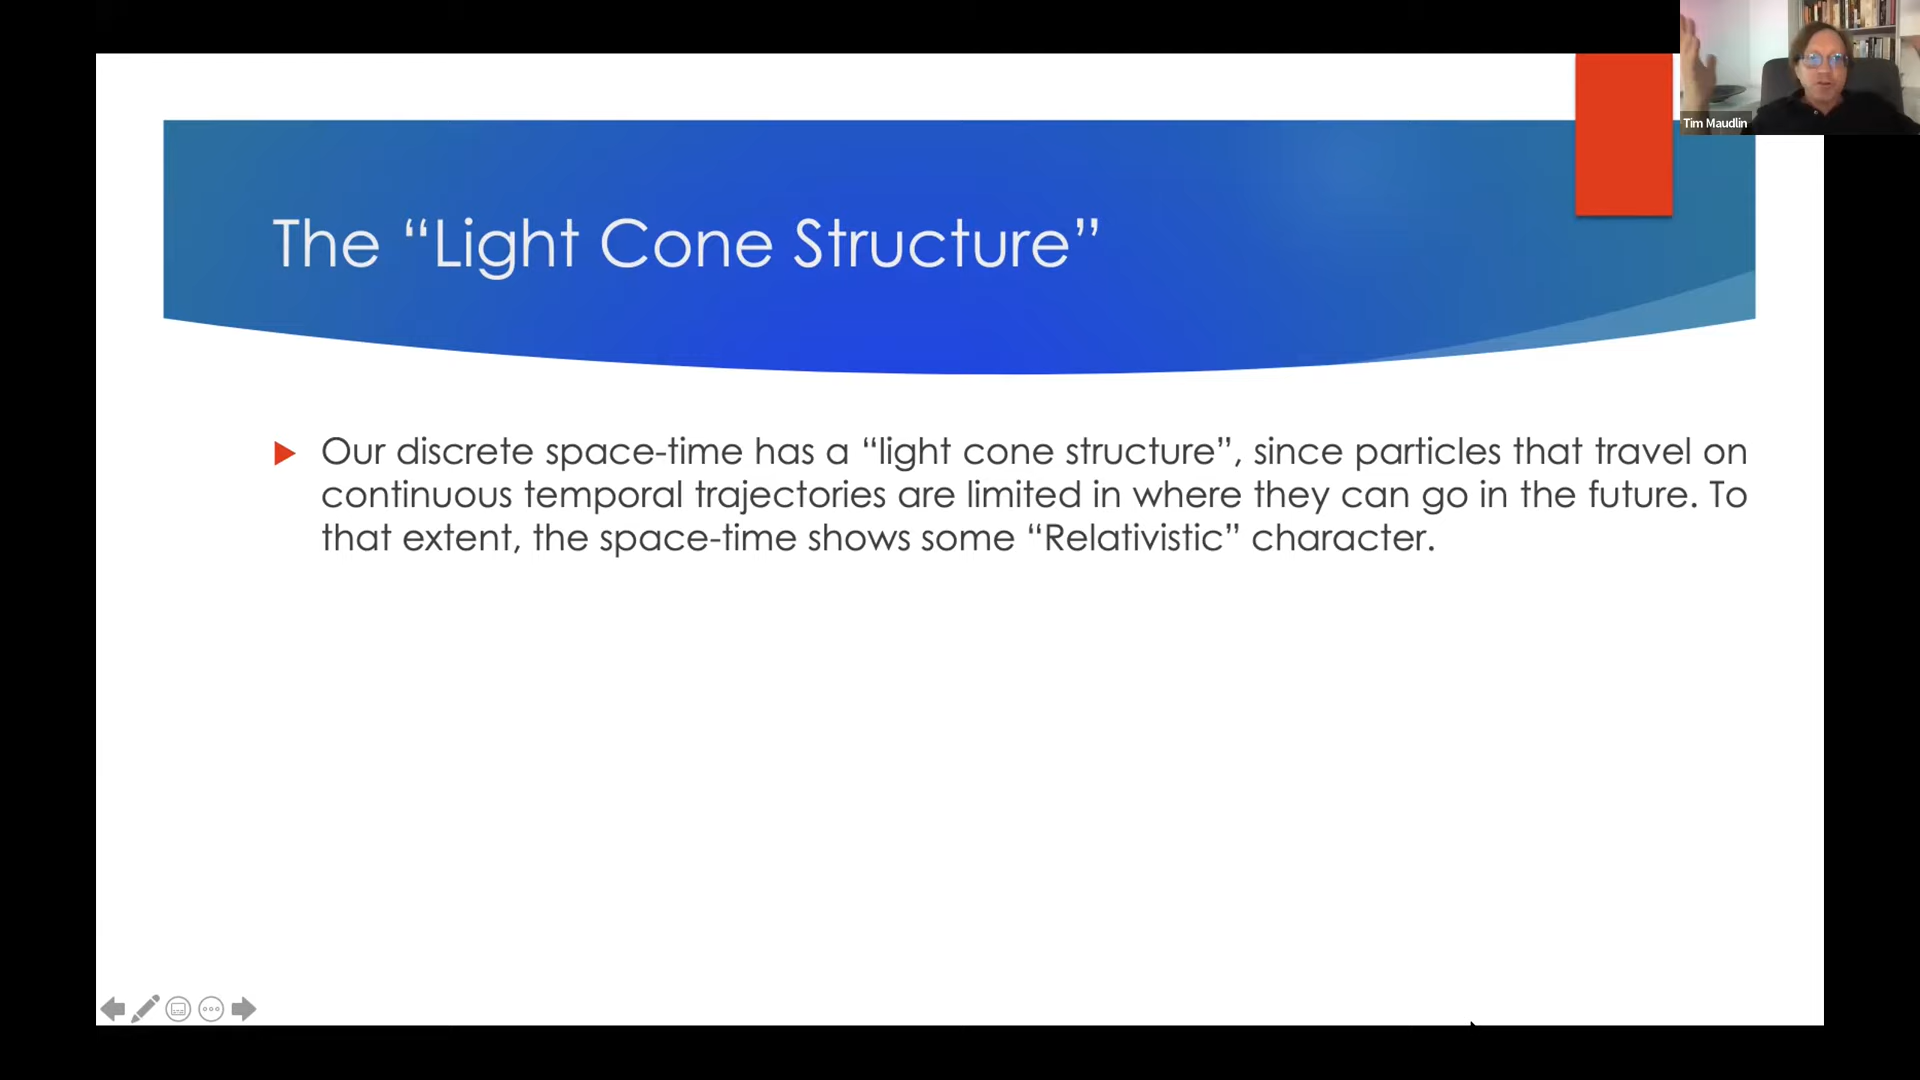 Tim Maudlin
The “Light Cone Structure”
Our discrete space-time has a “light cone structure”, since particles that travel on
continuous temporal trajectories are limited in where they can go in the future. To
that extent, the space-time shows some “Relativistic” character.